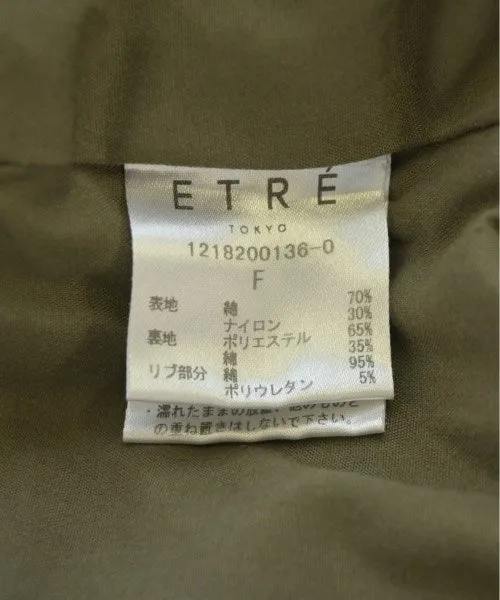 ETRÉ
TOKYO
1218200136-0
F
表地 綿 70%
ナイロン 30%
裏地 ポリエステル 65%
綿 35%
リブ部分 綿 95%
ポリウレタン 5%
・濡れたままの放置、他のものと
の重ね置きはしないで下さい。